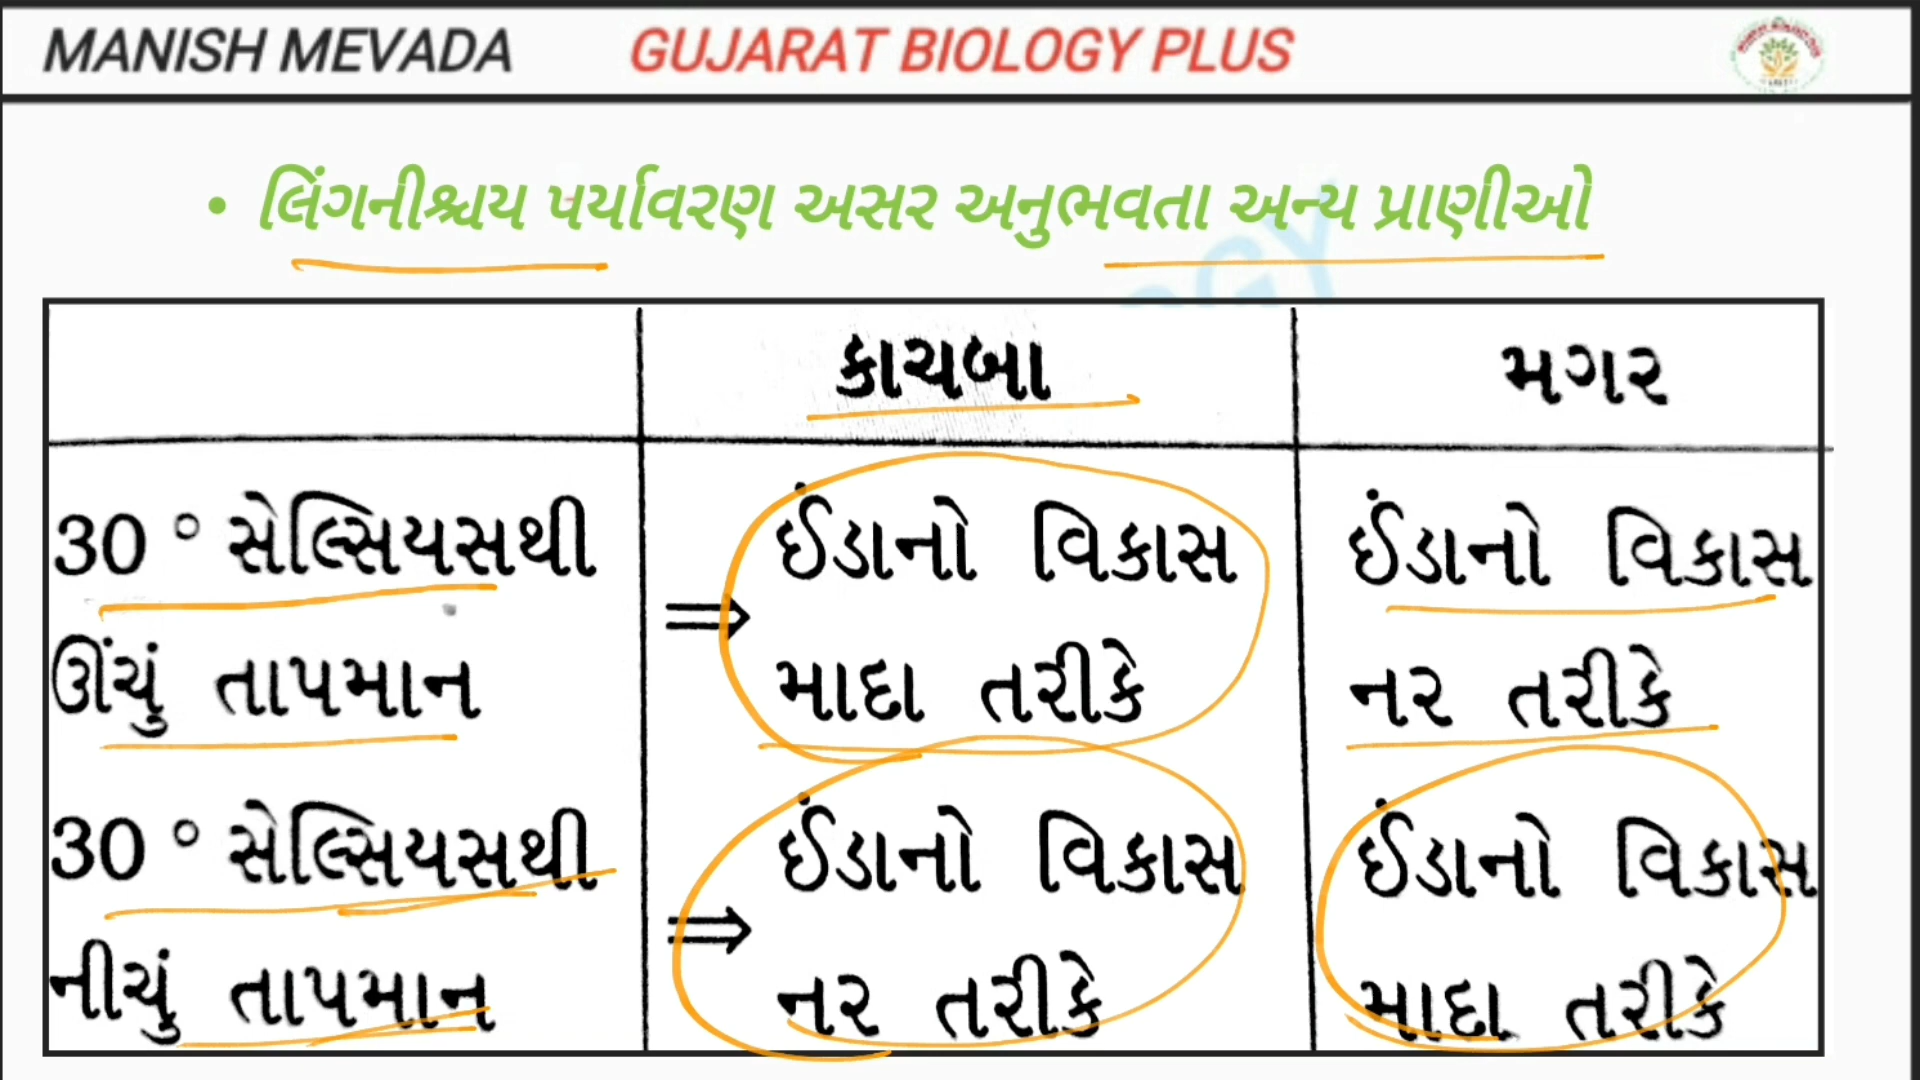 MANISH MEVADA GUJARAT BIOLOGY PLUS
• લિંગનીશ્ચય પર્યાવરણ અસર અનુભવતા અન્ય પ્રાણીઓ
કાચબા મગર
30 ° સેલ્સિયસથી ઈંડાનો વિકાસ ઈંડાનો વિકાસ
⇒
ઊંચું તાપમાન માદા તરીકે નર તરીકે
30 ° સેલ્સિયસથી ઈંડાનો વિકાસ ઈંડાનો વિકાસ
⇒
નીચું તાપમાન નર તરીકે માદા તરીકે